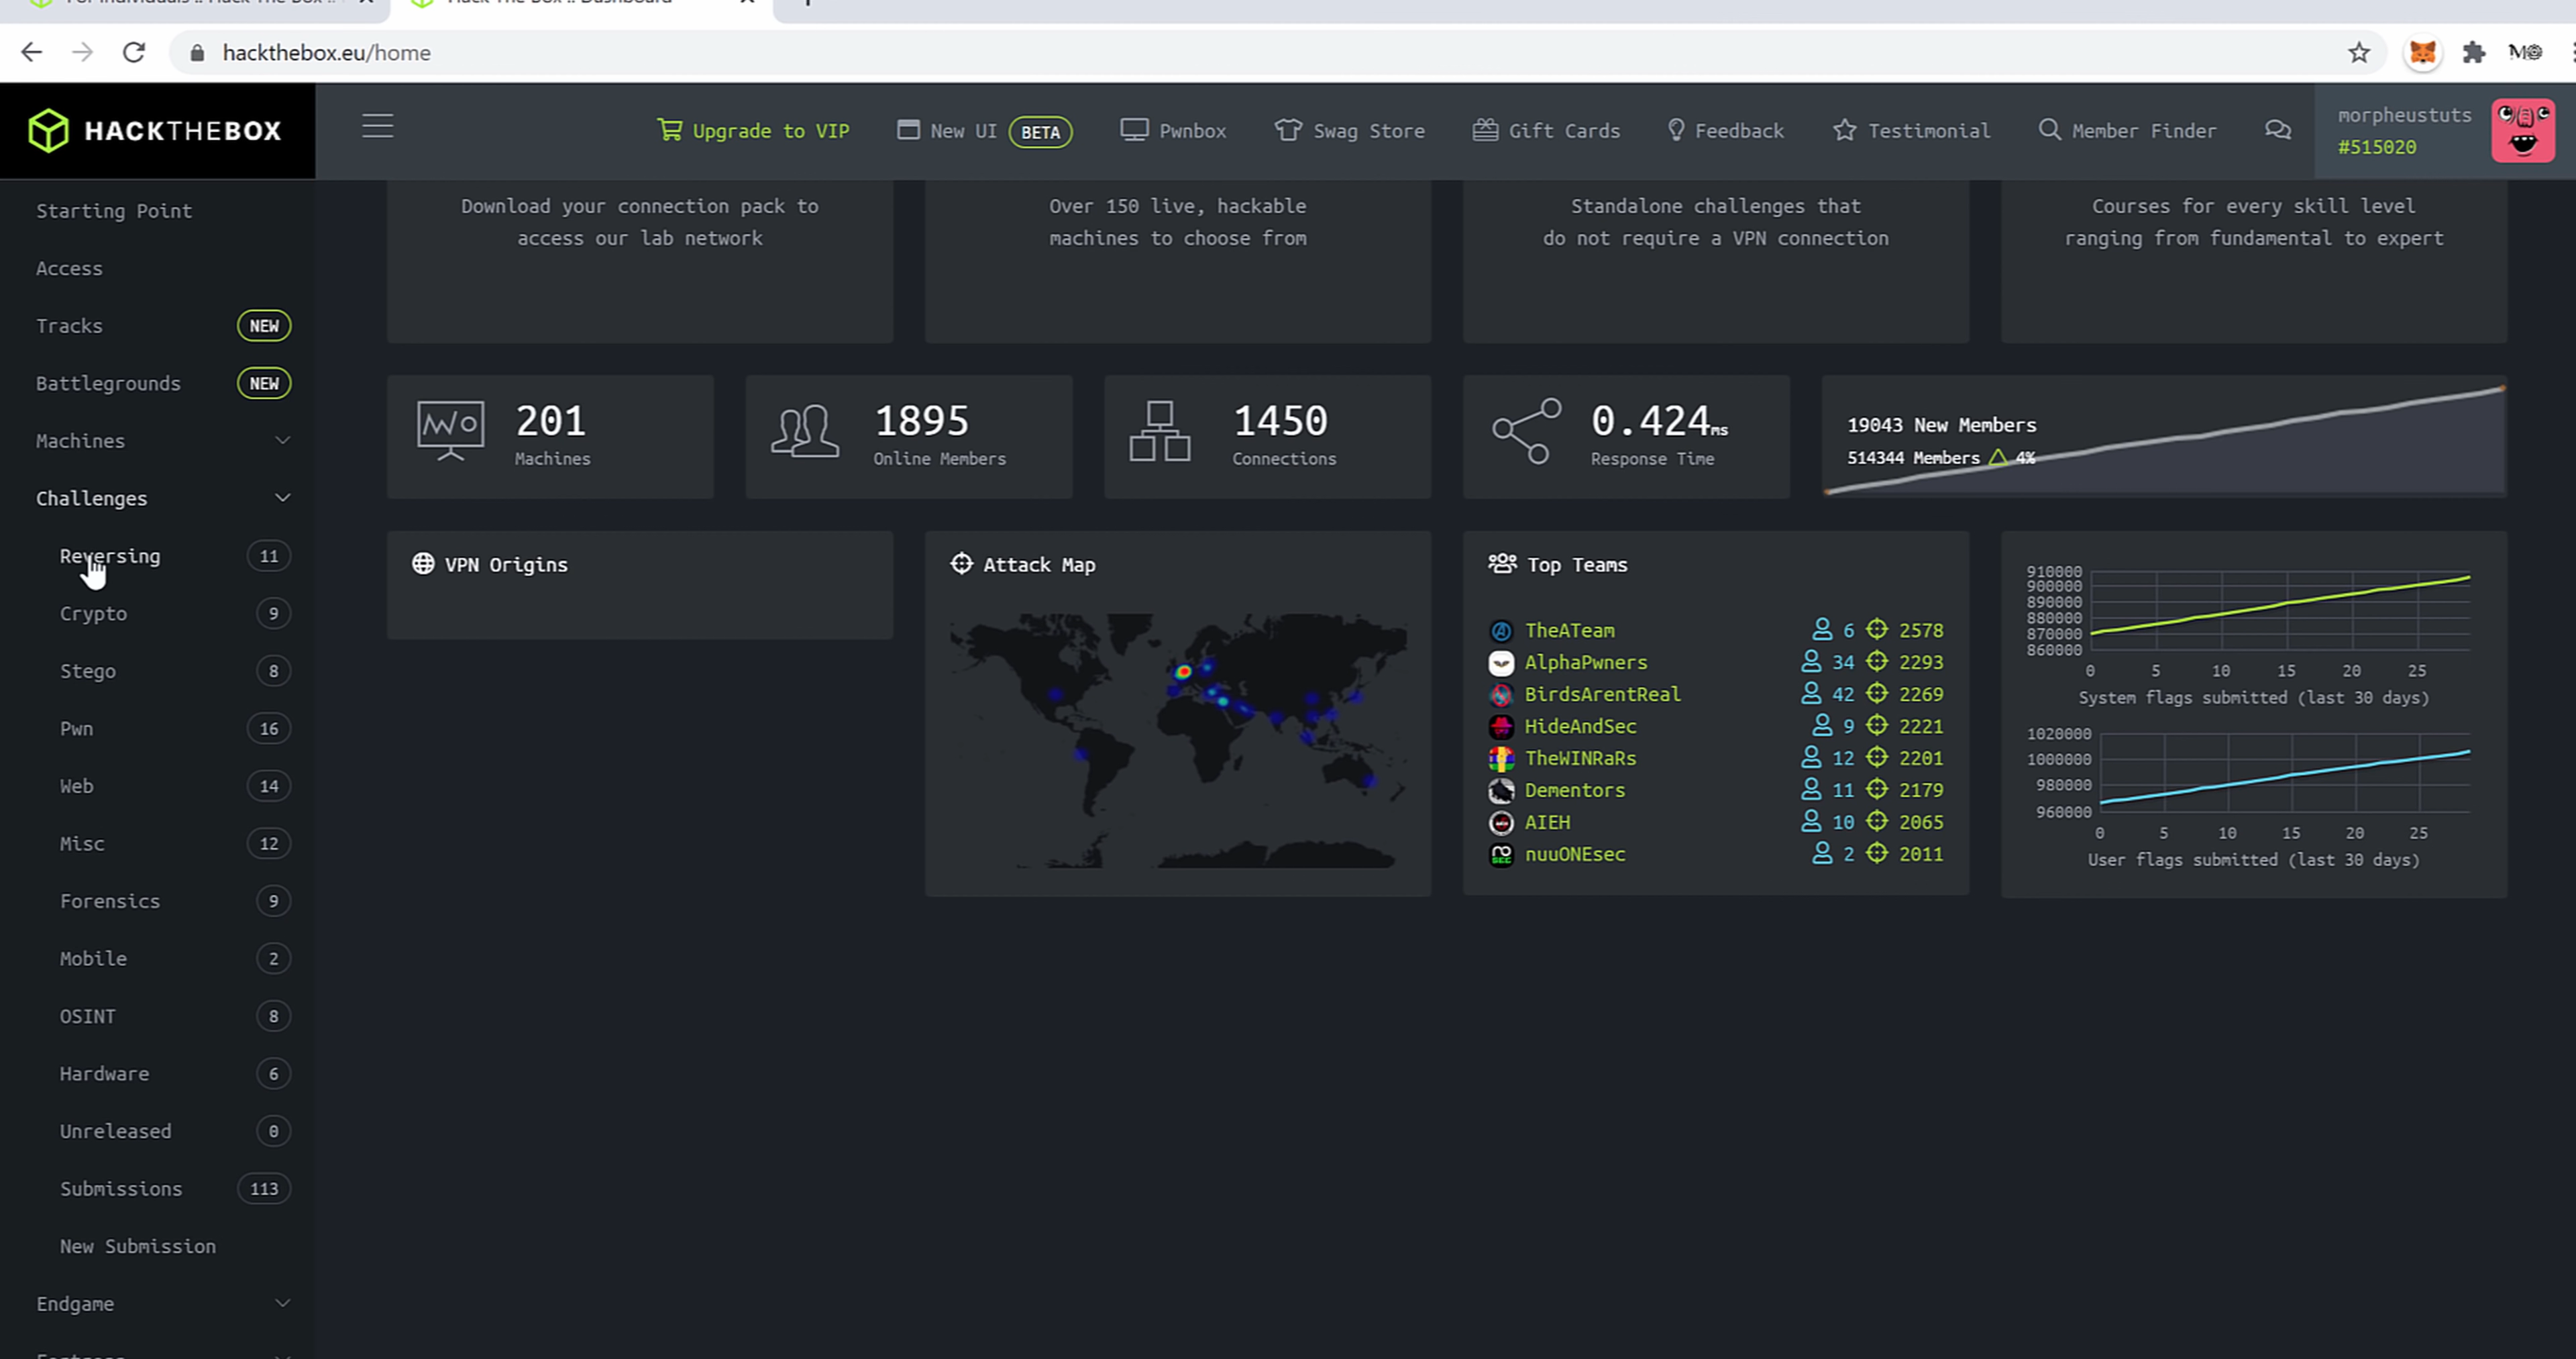 Hack The Box :: Dashboard
hackthebox.eu/home
HACKTHEBOX
Upgrade to VIP
New UI BETA
Pwnbox
Swag Store
Gift Cards
Feedback
Testimonial
Member Finder
morpheustuts
#515020
Starting Point
Access
Tracks NEW
Battlegrounds NEW
Machines
Challenges
Reversing 11
Crypto 9
Stego 8
Pwn 16
Web 14
Misc 12
Forensics 9
Mobile 2
OSINT 8
Hardware 6
Unreleased 0
Submissions 113
New Submission
Endgame
Download your connection pack to
access our lab network
Over 150 live, hackable
machines to choose from
Standalone challenges that
do not require a VPN connection
Courses for every skill level
ranging from fundamental to expert
201
Machines
1895
Online Members
1450
Connections
0.424ms
Response Time
19043 New Members
514344 Members 4%
VPN Origins
Attack Map
Top Teams
TheATeam 6 2578
AlphaPwners 34 2293
BirdsArentReal 42 2269
HideAndSec 9 2221
TheWINRaRs 12 2201
Dementors 11 2179
AIEH 10 2065
nuuONEsec 2 2011
910000
900000
890000
880000
870000
860000
0 5 10 15 20 25
System flags submitted (last 30 days)
1020000
1000000
980000
960000
0 5 10 15 20 25
User flags submitted (last 30 days)